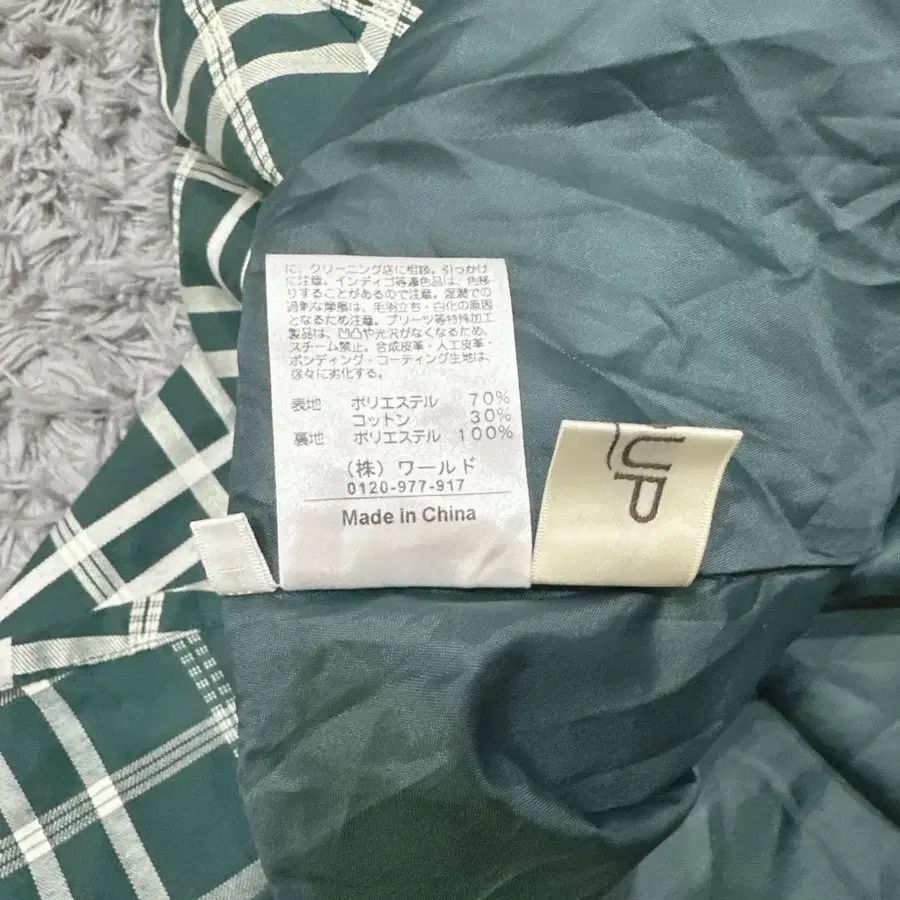 に、クリーニング店に相談。引っかけ
に注意。インディゴ等濃色品は、色移
りすることがあるので注意。湿潤での
過剰な摩擦は、毛羽立ち・白化の原因
となるため注意。プリーツ等特殊加工
製品は、凹凸や光沢がなくなるため、
スチーム禁止。合成皮革・人工皮革・
ボンディング・コーティング生地は、
徐々に劣化する。
表地 ポリエステル 70%
コットン 30%
裏地 ポリエステル 100%
(株) ワールド
0120-977-917
Made in China
UP